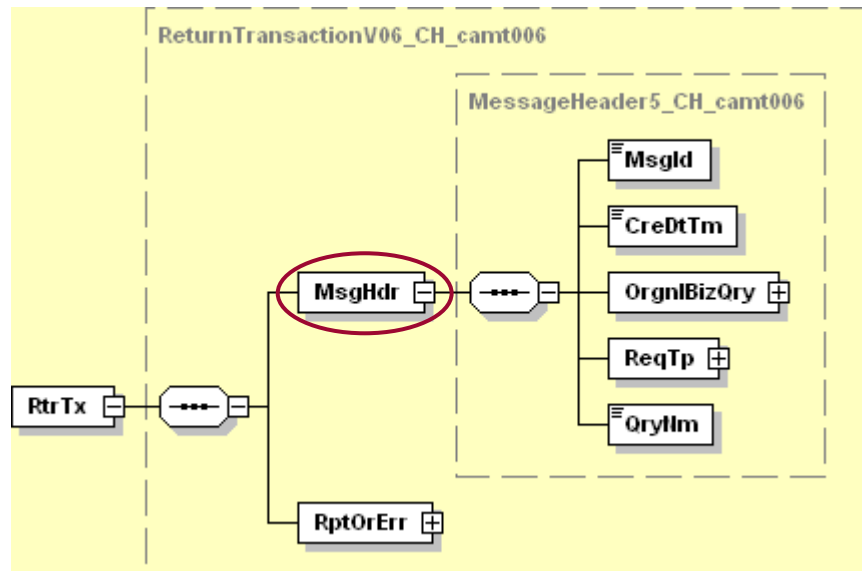 ReturnTransactionV06_CH_camt006
MessageHeader5_CH_camt006
MsgId
CreDtTm
MsgHdr
OrgnlBizQry
ReqTp
RtrTx
QryNm
RptOrErr